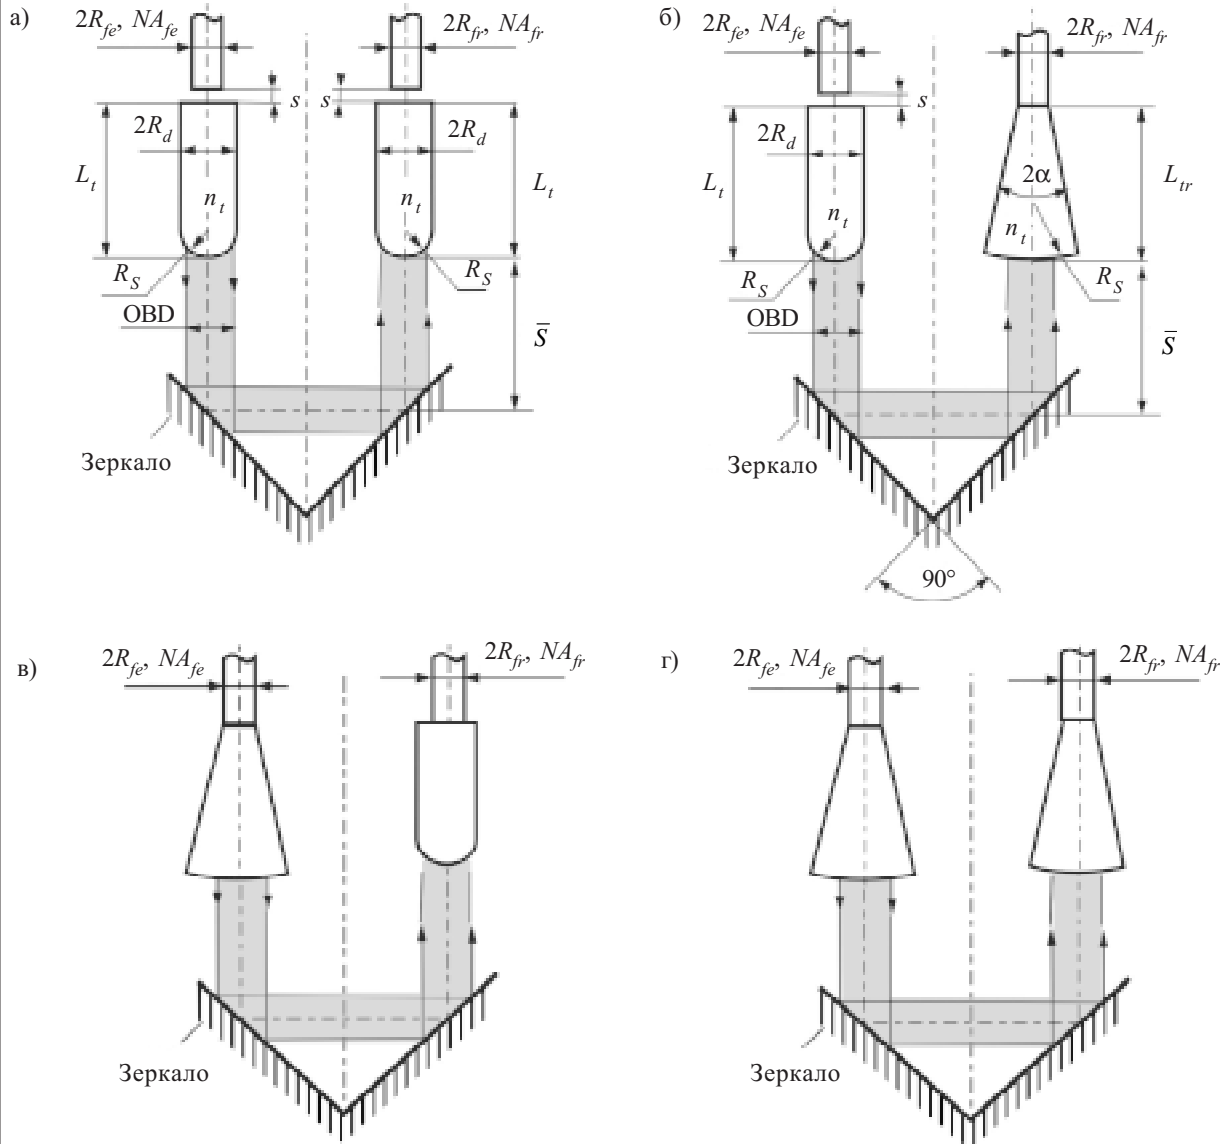 а)
2R_fe, NA_fe
2R_fr, NA_fr
s
s
2R_d
2R_d
L_t
n_t
n_t
L_t
R_S
R_S
OBD
S̅
Зеркало
б)
2R_fe, NA_fe
2R_fr, NA_fr
s
2R_d
L_t
2α
L_tr
n_t
n_t
R_S
R_S
OBD
S̅
Зеркало
90°
в)
2R_fe, NA_fe
2R_fr, NA_fr
Зеркало
г)
2R_fe, NA_fe
2R_fr, NA_fr
Зеркало